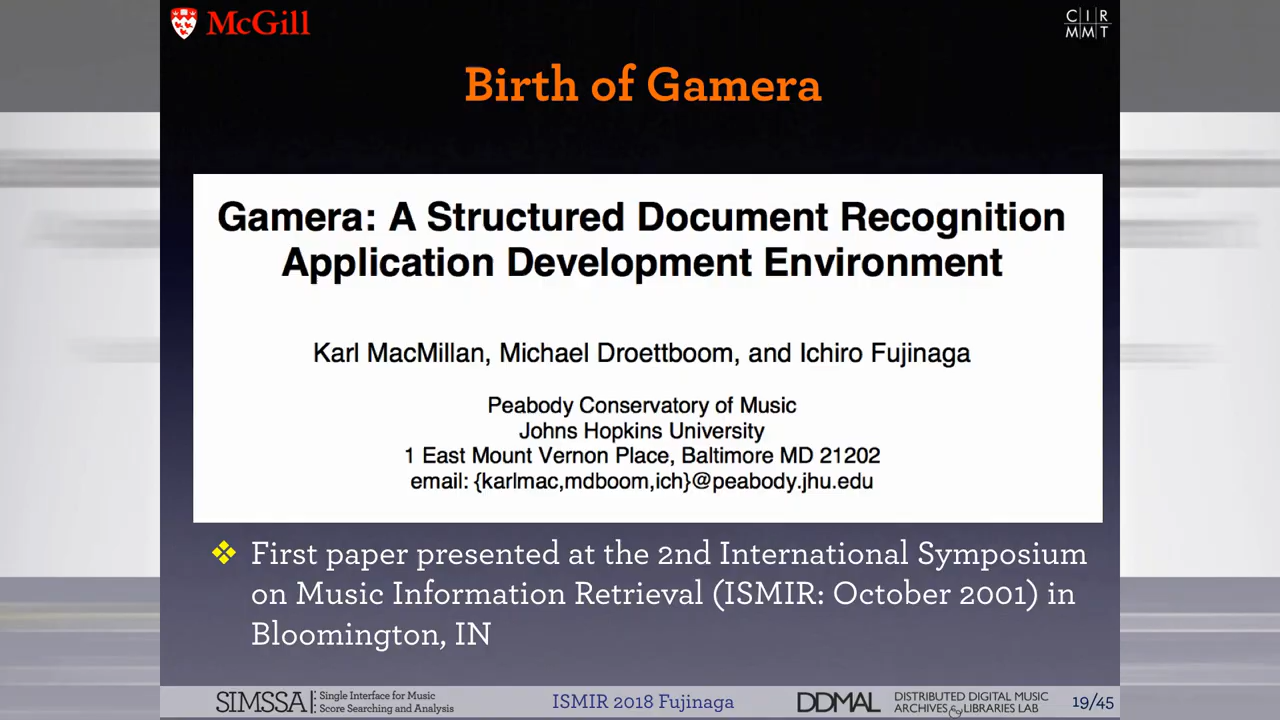 McGill
CIR
MMT
Birth of Gamera
Gamera: A Structured Document Recognition
Application Development Environment
Karl MacMillan, Michael Droettboom, and Ichiro Fujinaga
Peabody Conservatory of Music
Johns Hopkins University
1 East Mount Vernon Place, Baltimore MD 21202
email: {karlmac,mdboom,ich}@peabody.jhu.edu
❖ First paper presented at the 2nd International Symposium
on Music Information Retrieval (ISMIR: October 2001) in
Bloomington, IN
SIMSSA
Single Interface for Music
Score Searching and Analysis
ISMIR 2018 Fujinaga
DDMAL
DISTRIBUTED DIGITAL MUSIC
ARCHIVES & LIBRARIES LAB
19/45